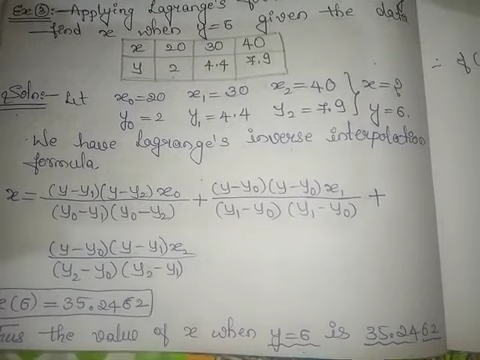 Ex ③:- Applying Lagrange's
find x when y=6 given the data
x 20 30 40
y 2 4.4 7.9
Soln:- Let x₀=20 x₁=30 x₂=40 } x=?
y₀=2 y₁=4.4 y₂=7.9 } y=6.
We have Lagrange's inverse interpolation
formula
x = (y-y₁)(y-y₂)x₀ / (y₀-y₁)(y₀-y₂) + (y-y₀)(y-y₀)x₁ / (y₁-y₀)(y₁-y₀) +
(y-y₀)(y-y₁)x₂ / (y₂-y₀)(y₂-y₁)
x(6) = 35.2462
Thus the value of x when y=6 is 35.2462